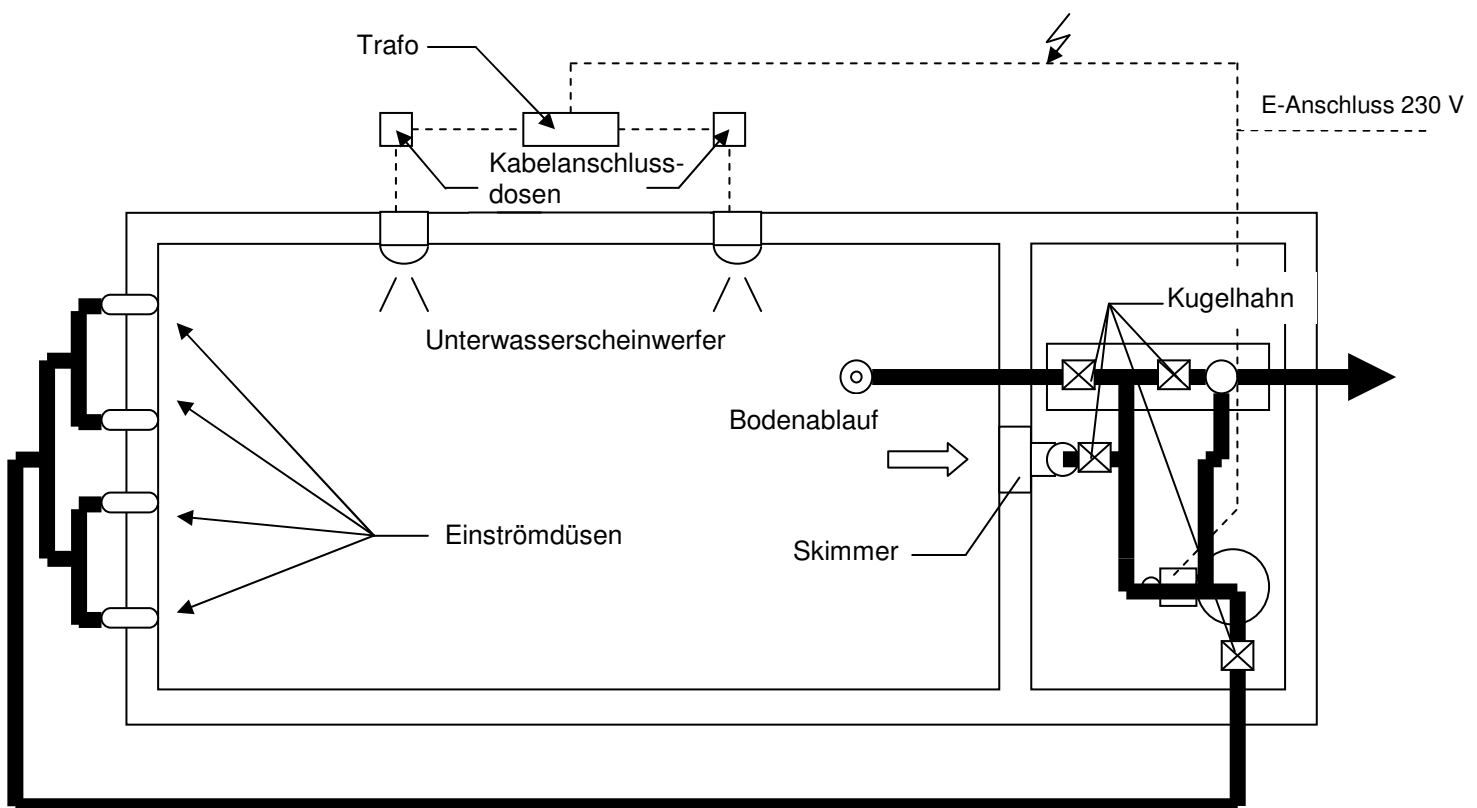 Trafo
E-Anschluss 230 V
Kabelanschluss-
dosen
Kugelhahn
Unterwasserscheinwerfer
Bodenablauf
Einströmdüsen
Skimmer